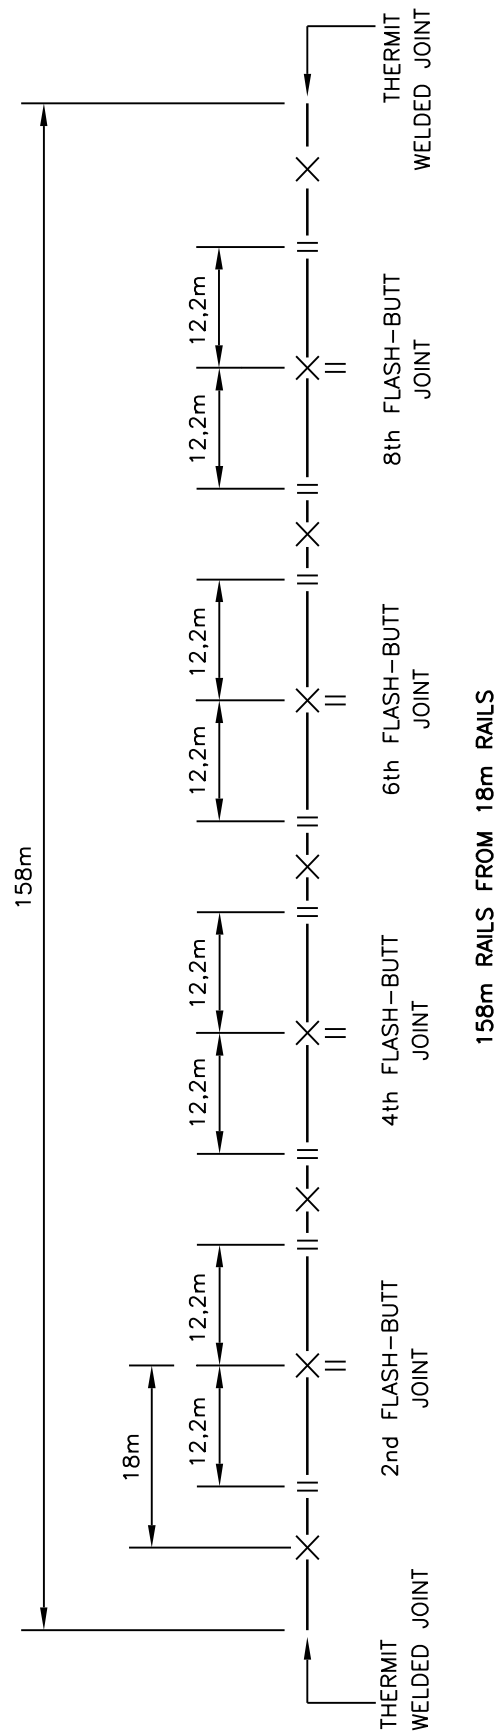 158m
18m
12,2m
12,2m
12,2m
12,2m
12,2m
12,2m
12,2m
12,2m
THERMIT
WELDED JOINT
2nd FLASH-BUTT
JOINT
4th FLASH-BUTT
JOINT
6th FLASH-BUTT
JOINT
8th FLASH-BUTT
JOINT
THERMIT
WELDED JOINT
158m RAILS FROM 18m RAILS